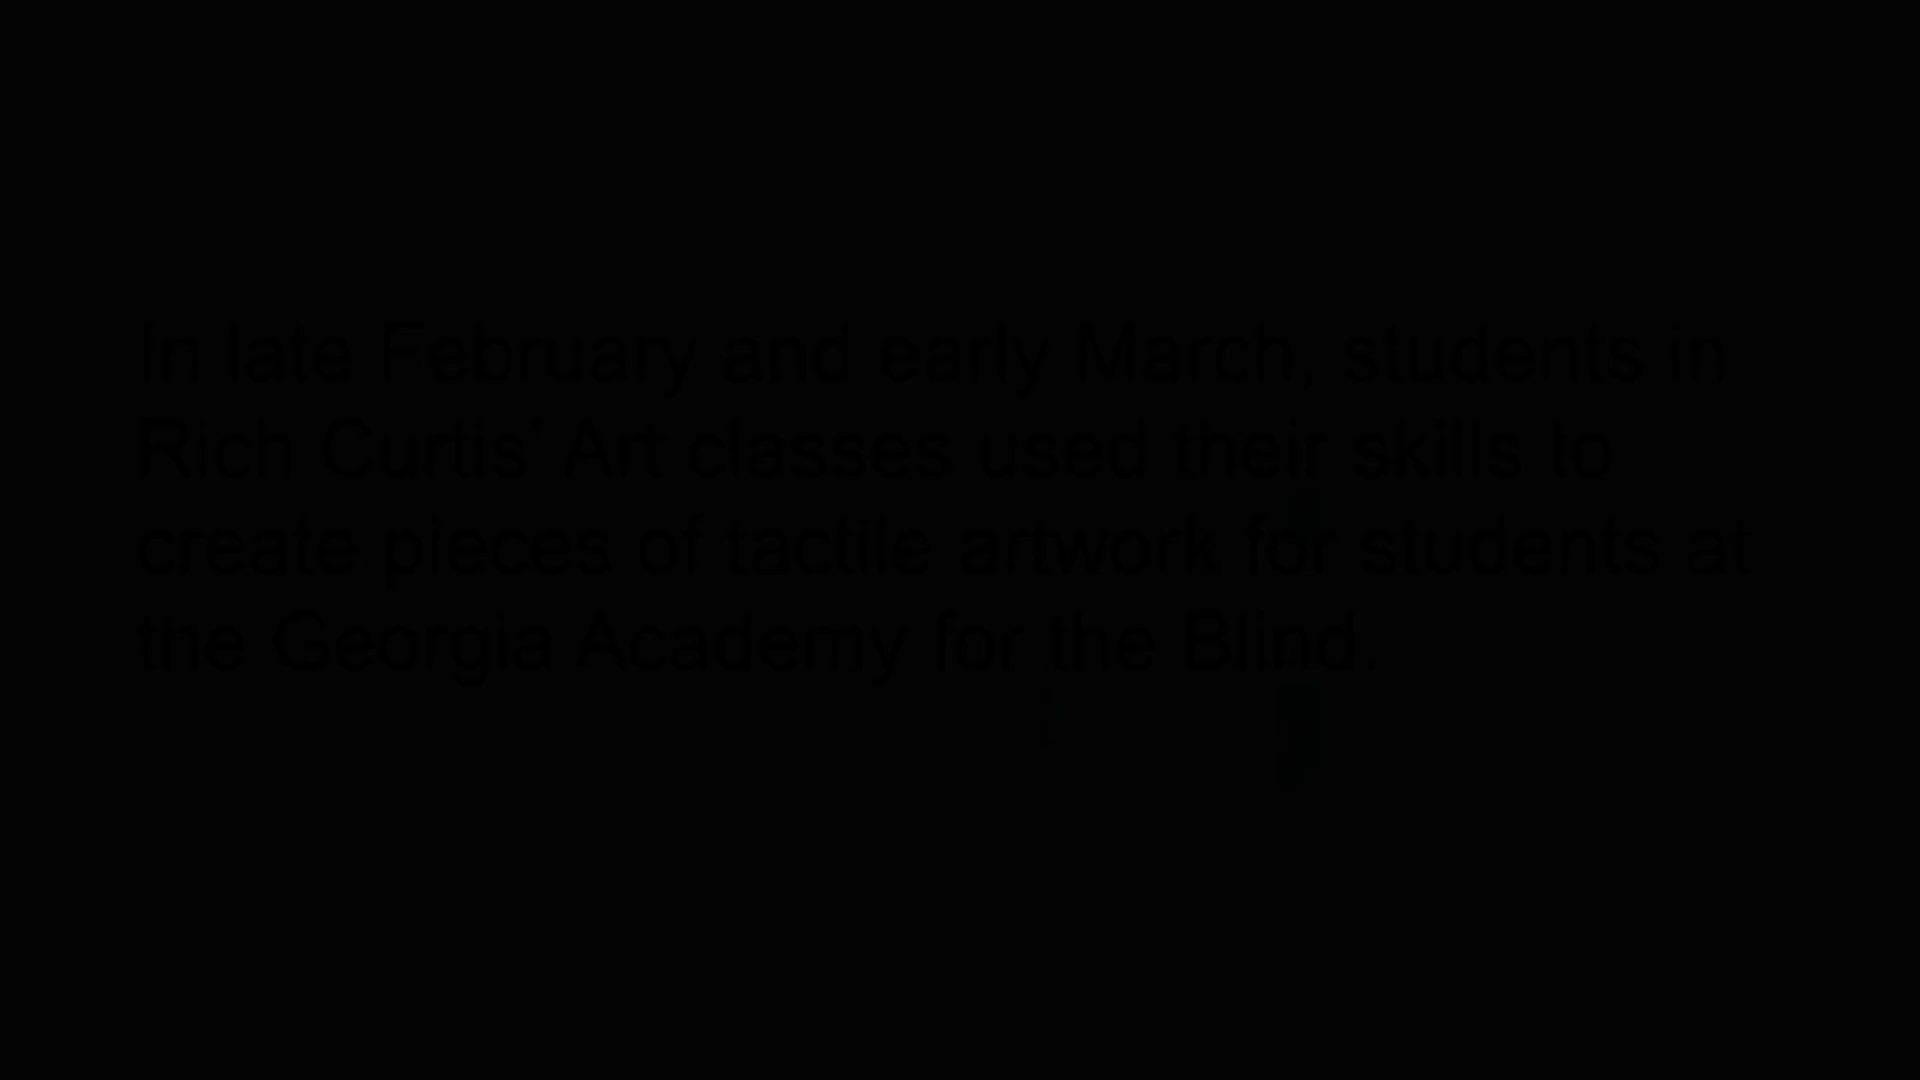 In late February and early March, students in
Rich Curtis' Art classes used their skills to
create pieces of tactile artwork for students at
the Georgia Academy for the Blind.